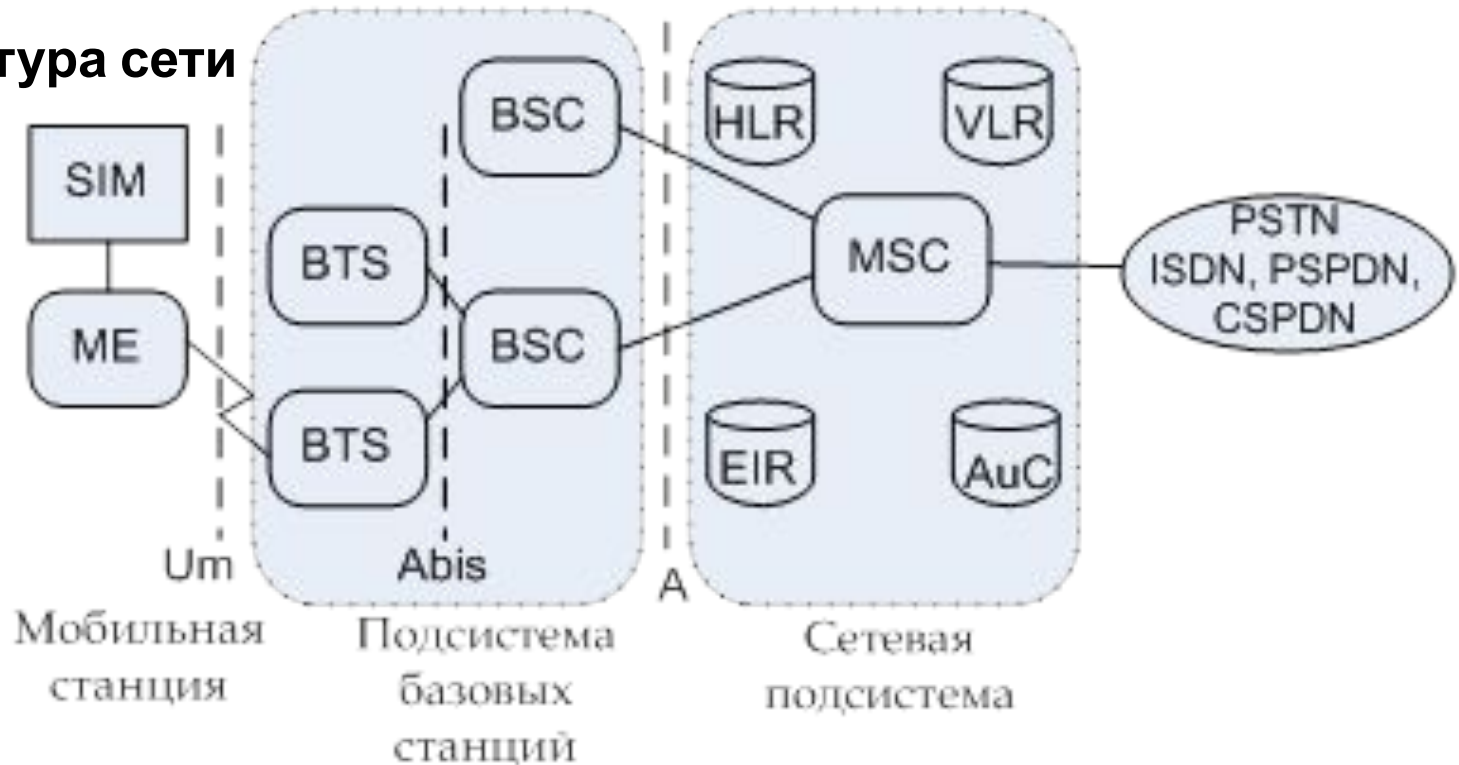 тура сети
SIM
ME
BTS
BTS
BSC
BSC
HLR
VLR
MSC
EIR
AuC
PSTN
ISDN, PSPDN,
CSPDN
Um
Abis
A
Мобильная
станция
Подсистема
базовых
станций
Сетевая
подсистема